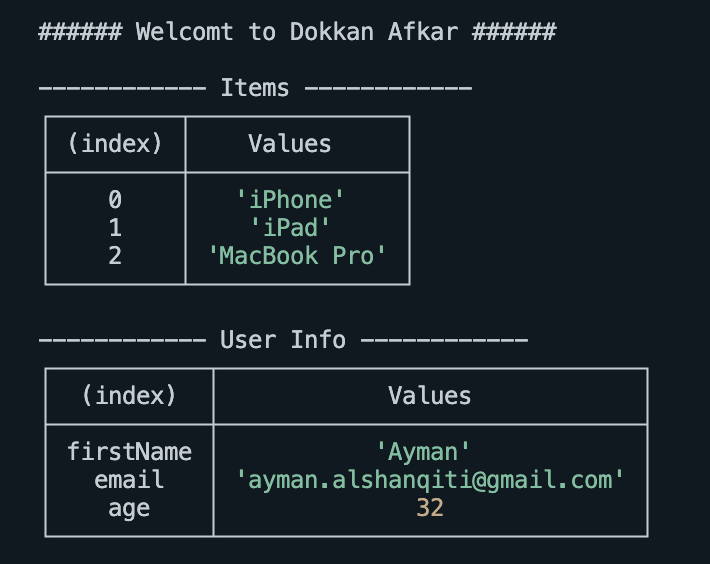 ###### Welcomt to Dokkan Afkar ######
------------ Items ------------
(index) Values
0 'iPhone'
1 'iPad'
2 'MacBook Pro'
------------ User Info ------------
(index) Values
firstName 'Ayman'
email 'ayman.alshanqiti@gmail.com'
age 32